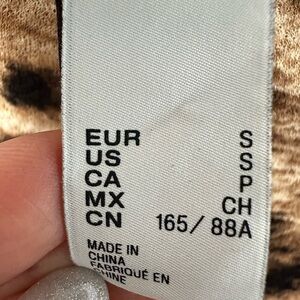 EUR S
US S
CA P
MX CH
CN 165/88A
MADE IN
CHINA
FABRIQUÉ EN
CHINE